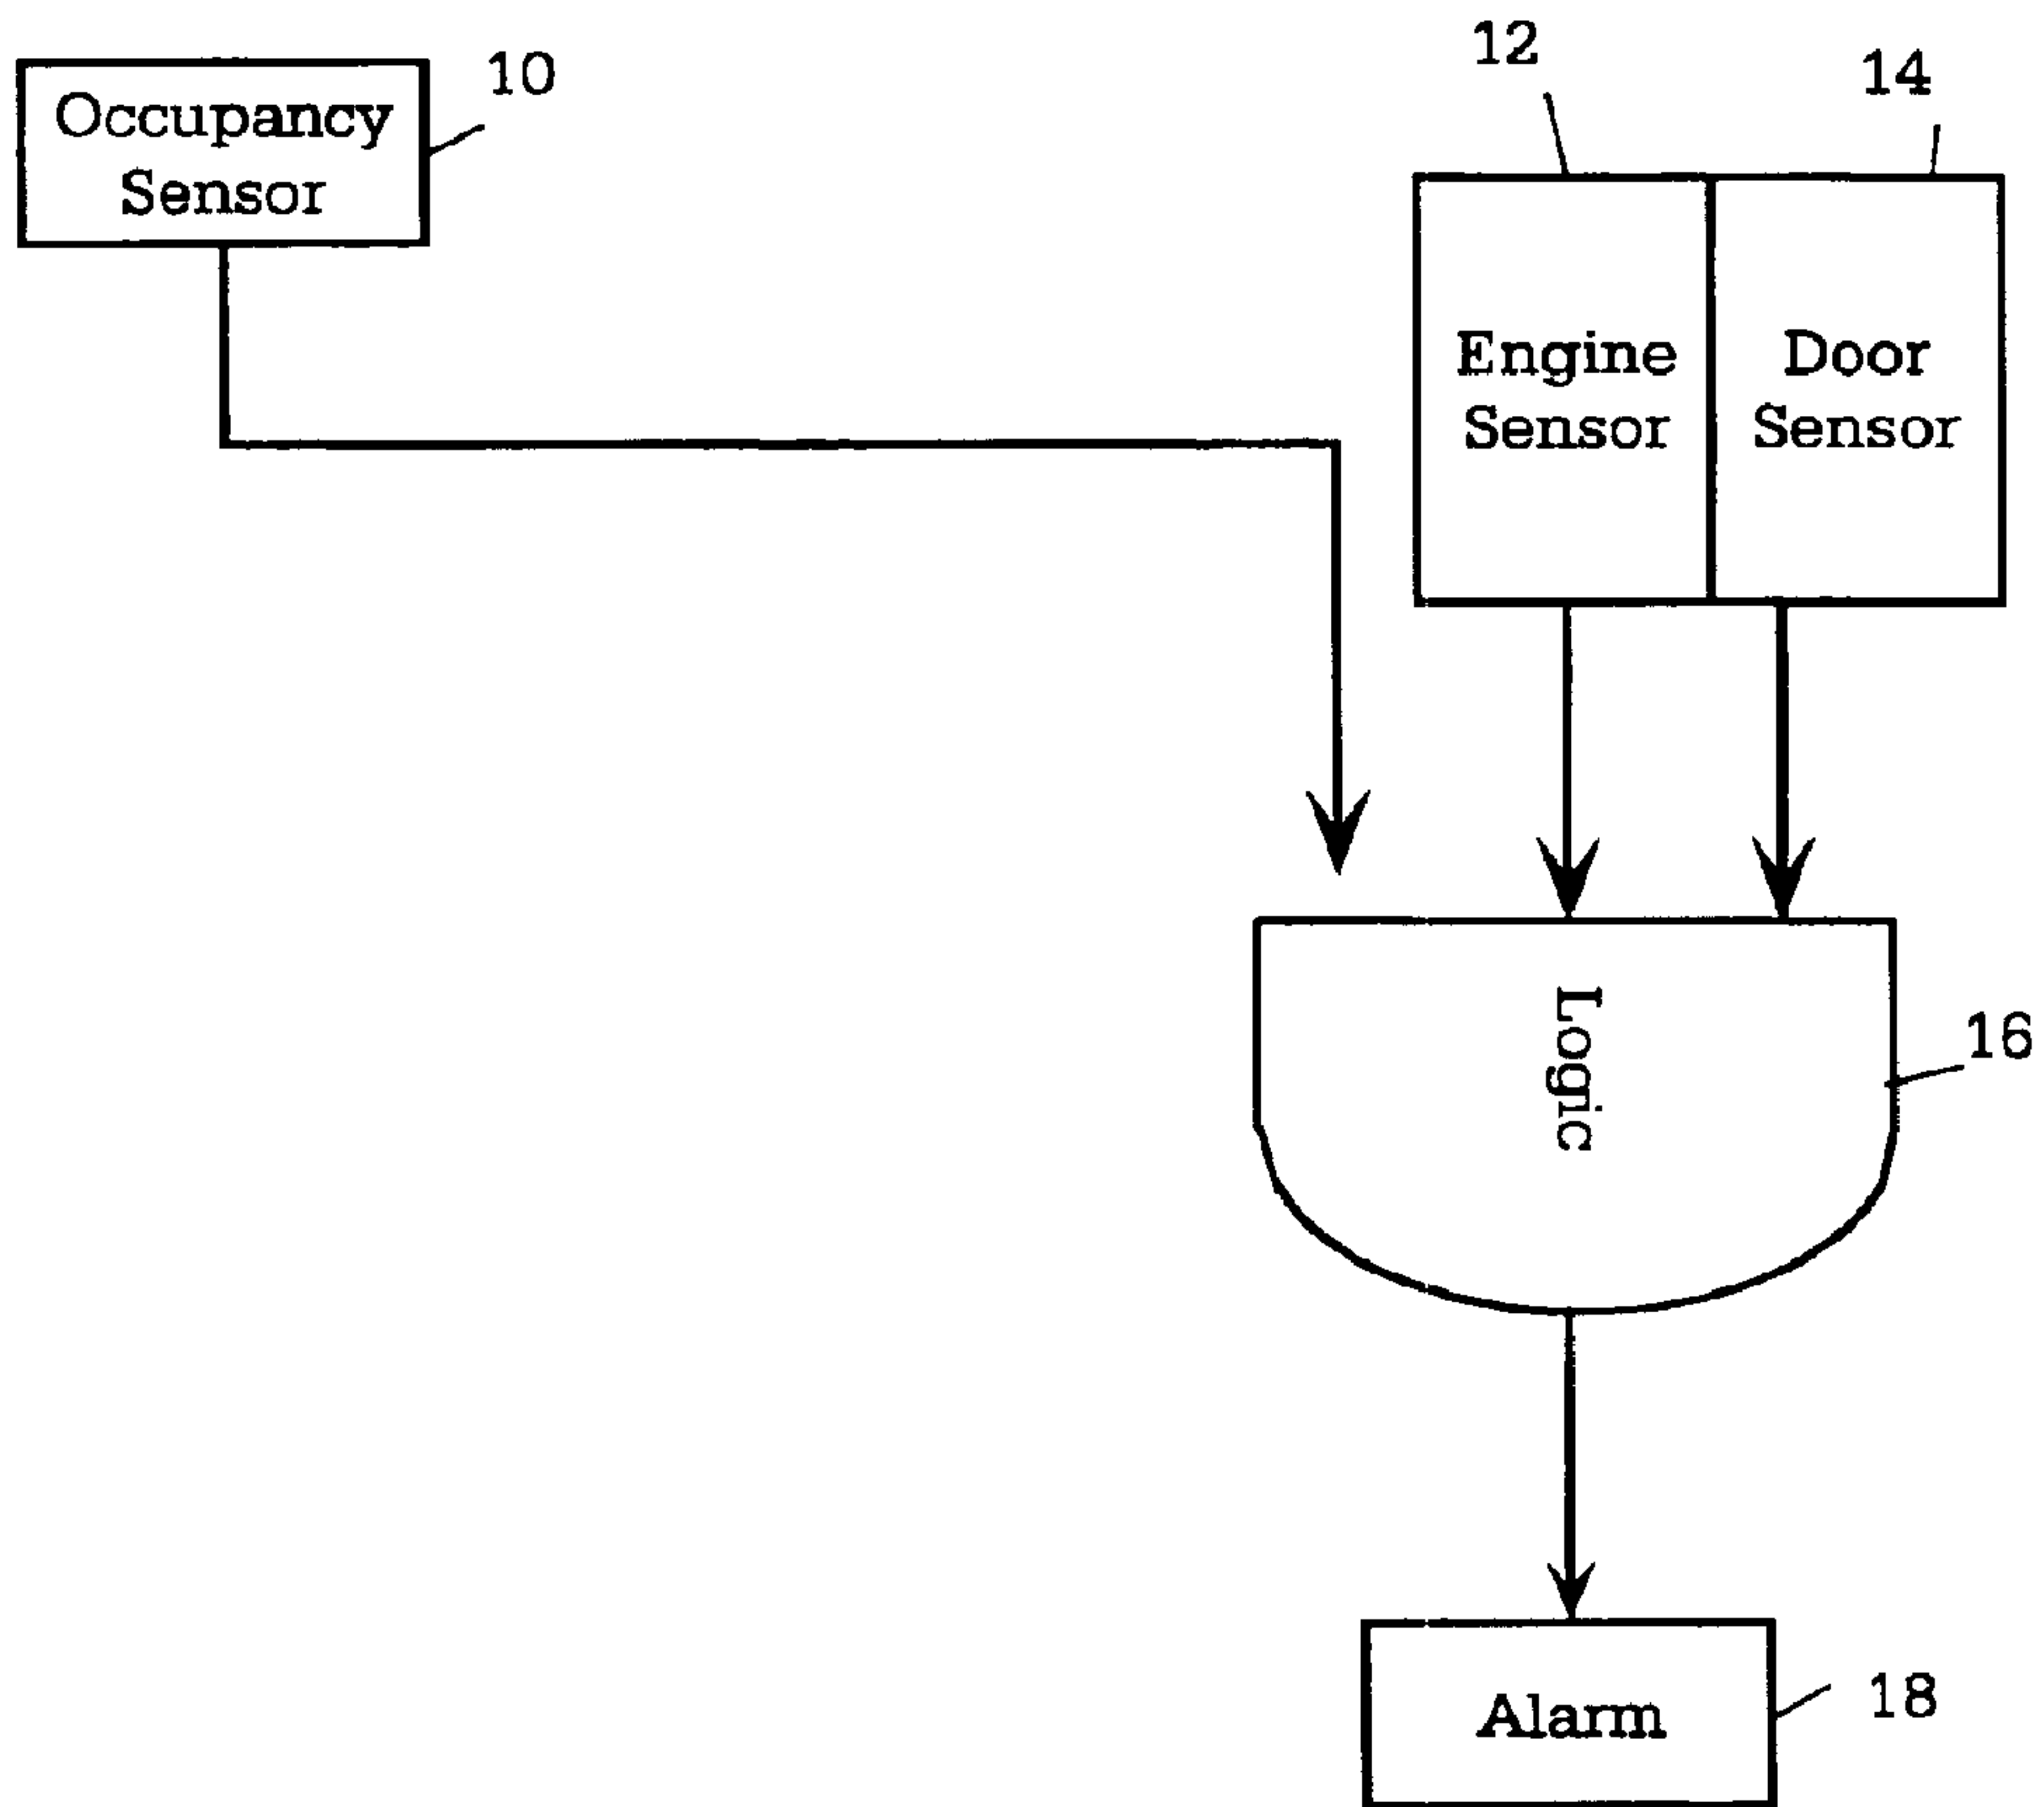 10
Occupancy
Sensor
12
14
Engine
Sensor
Door
Sensor
Logic
16
Alarm
18